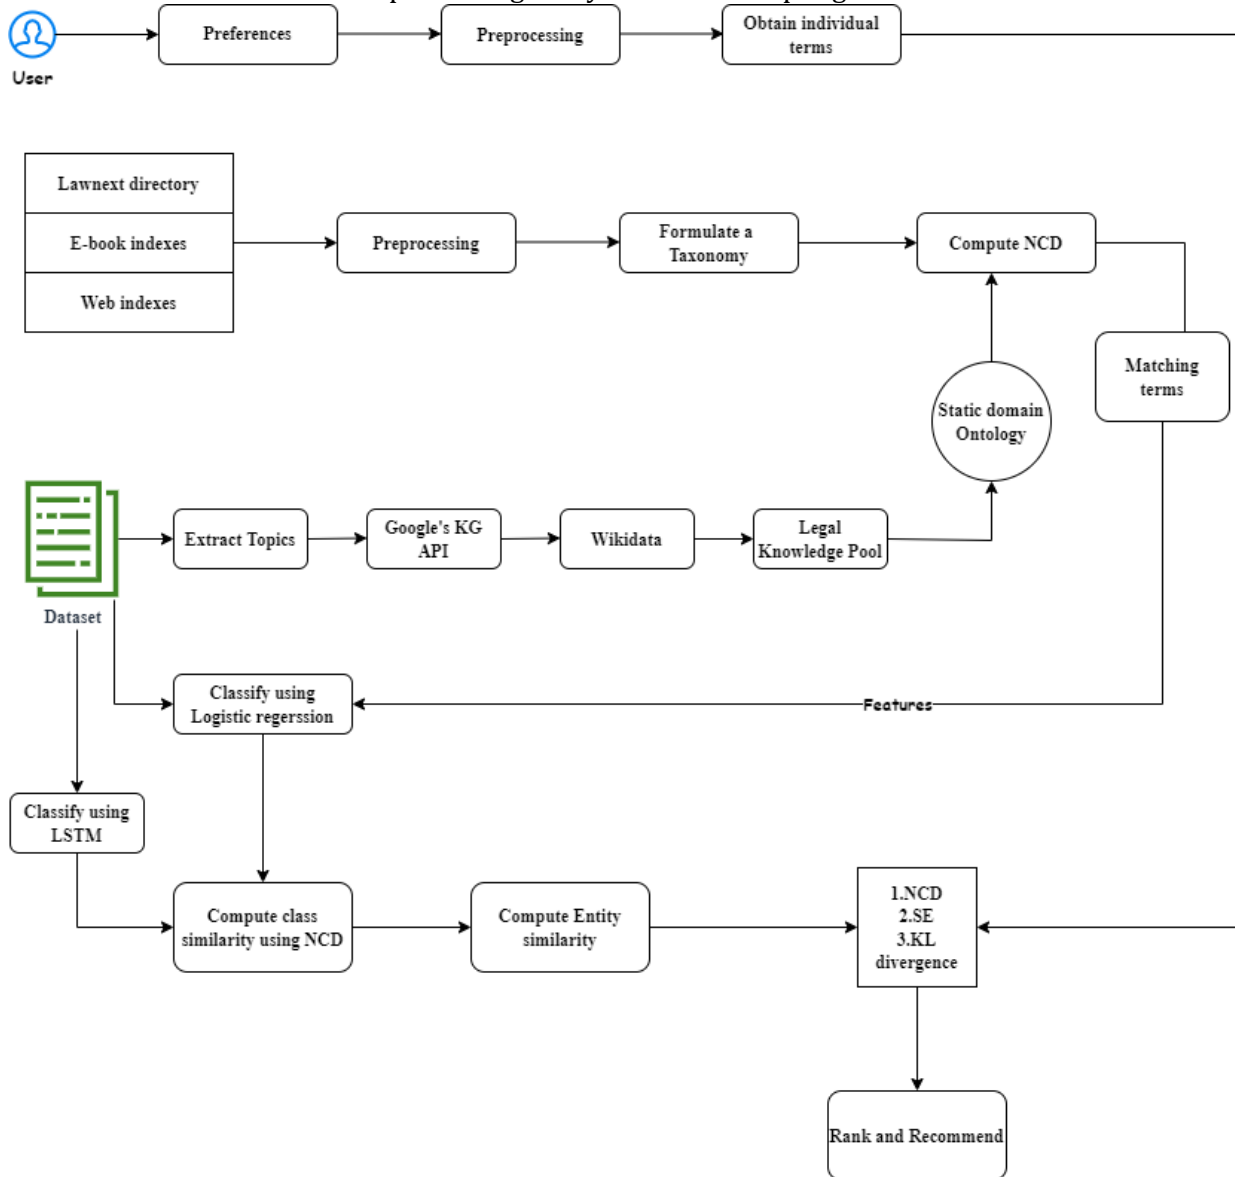 Preferences
Preprocessing
Obtain individual
terms
User
Lawnext directory
E-book indexes
Web indexes
Preprocessing
Formulate a
Taxonomy
Compute NCD
Matching
terms
Static domain
Ontology
Extract Topics
Google's KG
API
Wikidata
Legal
Knowledge Pool
Dataset
Classify using
Logistic regerssion
Features
Classify using
LSTM
Compute class
similarity using NCD
Compute Entity
similarity
1.NCD
2.SE
3.KL
divergence
Rank and Recommend